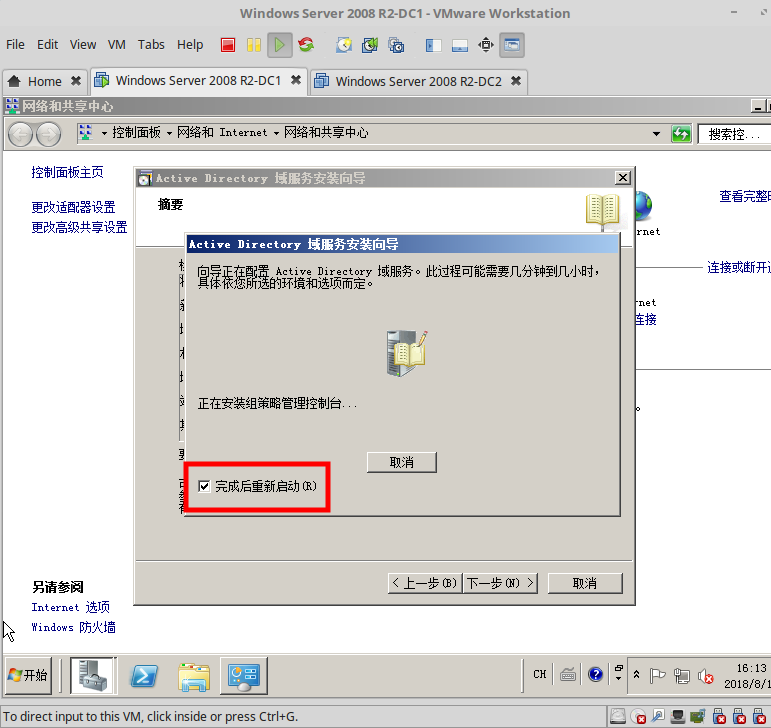 Windows Server 2008 R2-DC1 - VMware Workstation
File Edit View VM Tabs Help
Home Windows Server 2008 R2-DC1 Windows Server 2008 R2-DC2
网络和共享中心
控制面板 网络和 Internet 网络和共享中心 搜索控...
控制面板主页
更改适配器设置
更改高级共享设置
Active Directory 域服务安装向导
摘要
查看完整
rnet
连接或断开
rnet
连接
Active Directory 域服务安装向导
向导正在配置 Active Directory 域服务。此过程可能需要几分钟到几小时，
具体依您所选的环境和选项而定。
正在安装组策略管理控制台...
取消
完成后重新启动(R)
< 上一步(B) 下一步(N) > 取消
另请参阅
Internet 选项
Windows 防火墙
开始 CH 16:13
2018/8/1
To direct input to this VM, click inside or press Ctrl+G.